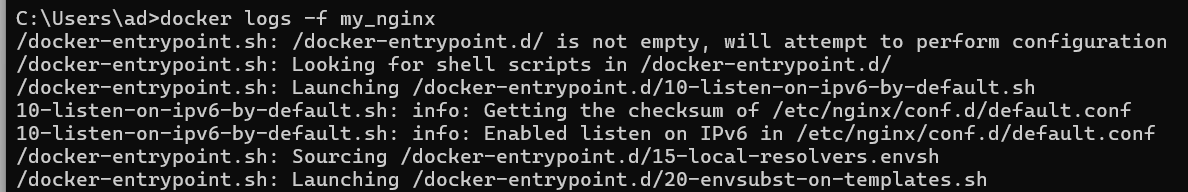 C:\Users\ad>docker logs -f my_nginx
/docker-entrypoint.sh: /docker-entrypoint.d/ is not empty, will attempt to perform configuration
/docker-entrypoint.sh: Looking for shell scripts in /docker-entrypoint.d/
/docker-entrypoint.sh: Launching /docker-entrypoint.d/10-listen-on-ipv6-by-default.sh
10-listen-on-ipv6-by-default.sh: info: Getting the checksum of /etc/nginx/conf.d/default.conf
10-listen-on-ipv6-by-default.sh: info: Enabled listen on IPv6 in /etc/nginx/conf.d/default.conf
/docker-entrypoint.sh: Sourcing /docker-entrypoint.d/15-local-resolvers.envsh
/docker-entrypoint.sh: Launching /docker-entrypoint.d/20-envsubst-on-templates.sh